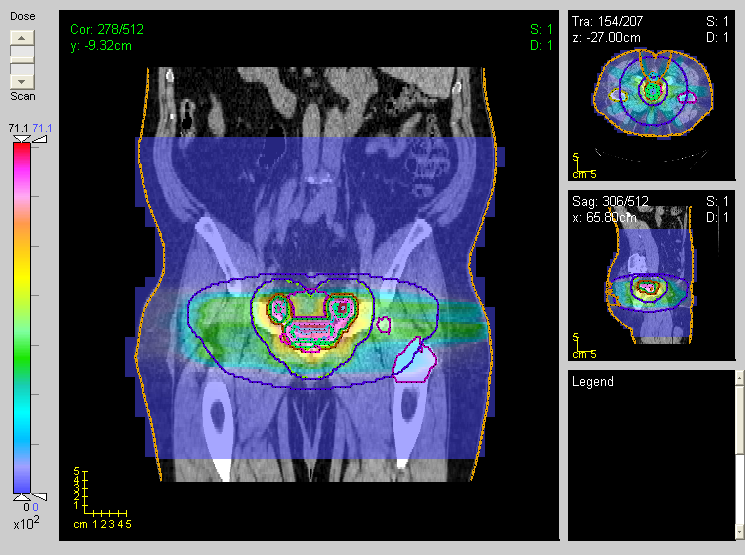 Dose
Scan
71.1 71.1
0 0
x10²
Cor: 278/512
y: -9.32cm
S: 1
D: 1
5
4
3
2
1
cm 1 2 3 4 5
Tra: 154/207
z: -27.00cm
S: 1
D: 1
5
cm 5
Sag: 306/512
x: 65.80cm
S: 1
D: 1
5
cm 5
Legend